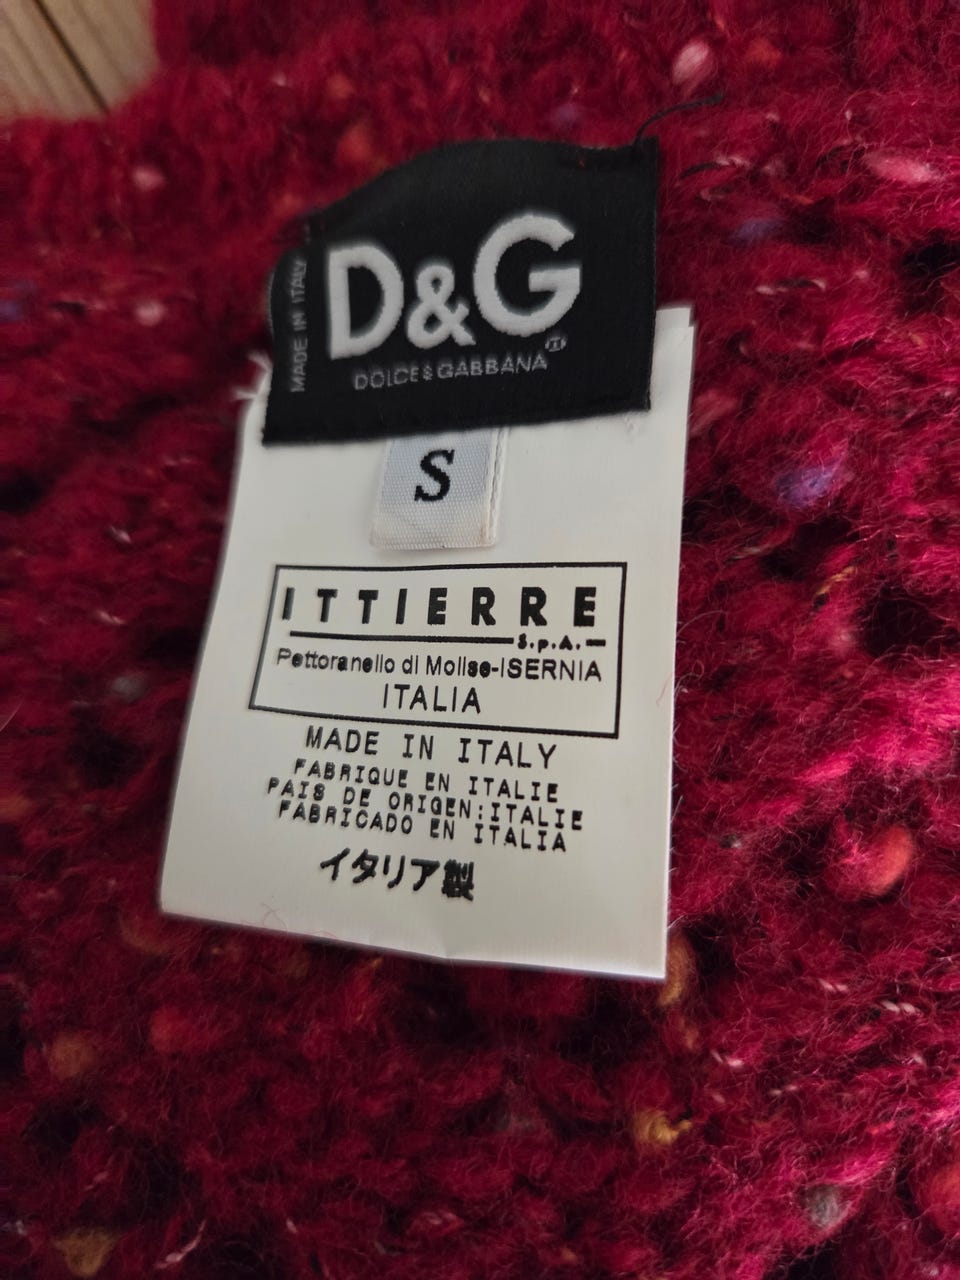 MADE IN ITALY
D&G
DOLCE&GABBANA
S
ITTIERRE
S.p.A.
Pettoranello di Molise-ISERNIA
ITALIA
MADE IN ITALY
FABRIQUE EN ITALIE
PAIS DE ORIGEN:ITALIE
FABRICADO EN ITALIA
イタリア製